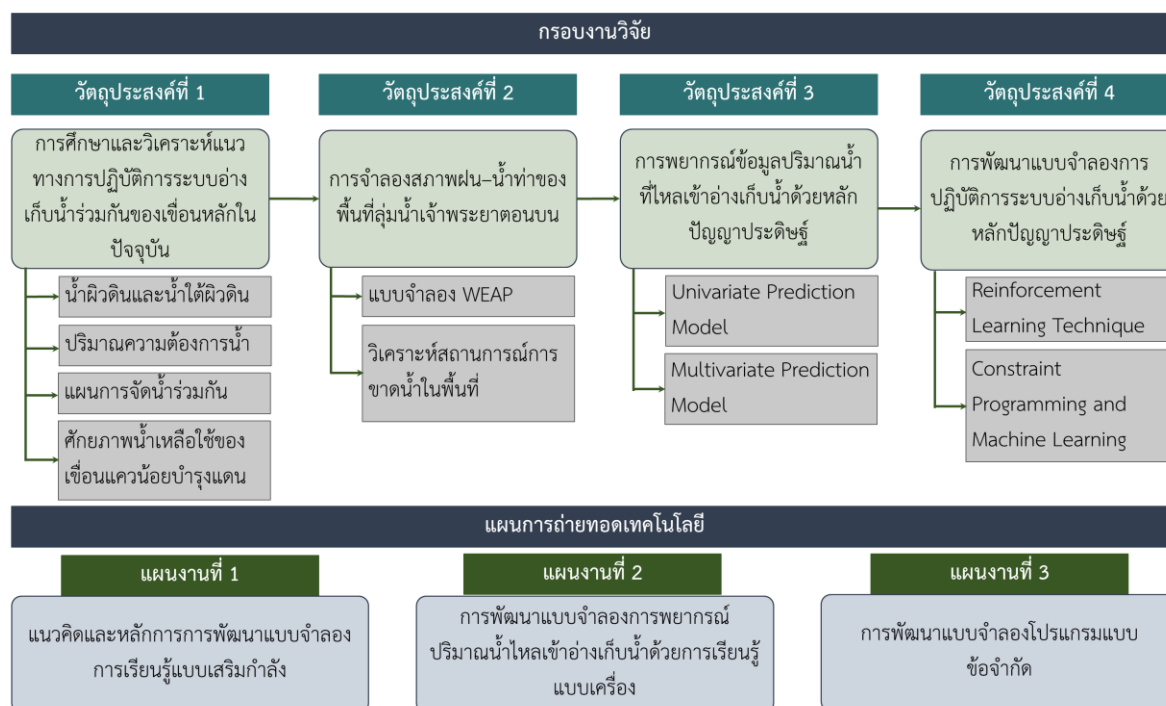 กรอบงานวิจัย
วัตถุประสงค์ที่ 1
การศึกษาและวิเคราะห์แนว
ทางการปฏิบัติการระบบอ่าง
เก็บน้ำร่วมกันของเขื่อนหลักใน
ปัจจุบัน
น้ำผิวดินและน้ำใต้ผิวดิน
ปริมาณความต้องการน้ำ
แผนการจัดน้ำร่วมกัน
ศักยภาพน้ำเหลือใช้ของ
เขื่อนแควน้อยบำรุงแดน
วัตถุประสงค์ที่ 2
การจำลองสภาพฝน–น้ำท่าของ
พื้นที่ลุ่มน้ำเจ้าพระยาตอนบน
แบบจำลอง WEAP
วิเคราะห์สถานการณ์การ
ขาดน้ำในพื้นที่
วัตถุประสงค์ที่ 3
การพยากรณ์ข้อมูลปริมาณน้ำ
ที่ไหลเข้าอ่างเก็บน้ำด้วยหลัก
ปัญญาประดิษฐ์
Univariate Prediction
Model
Multivariate Prediction
Model
วัตถุประสงค์ที่ 4
การพัฒนาแบบจำลองการ
ปฏิบัติการระบบอ่างเก็บน้ำด้วย
หลักปัญญาประดิษฐ์
Reinforcement
Learning Technique
Constraint
Programming and
Machine Learning
แผนการถ่ายทอดเทคโนโลยี
แผนงานที่ 1
แนวคิดและหลักการการพัฒนาแบบจำลอง
การเรียนรู้แบบเสริมกำลัง
แผนงานที่ 2
การพัฒนาแบบจำลองการพยากรณ์
ปริมาณน้ำไหลเข้าอ่างเก็บน้ำด้วยการเรียนรู้
แบบเครื่อง
แผนงานที่ 3
การพัฒนาแบบจำลองโปรแกรมแบบ
ข้อจำกัด